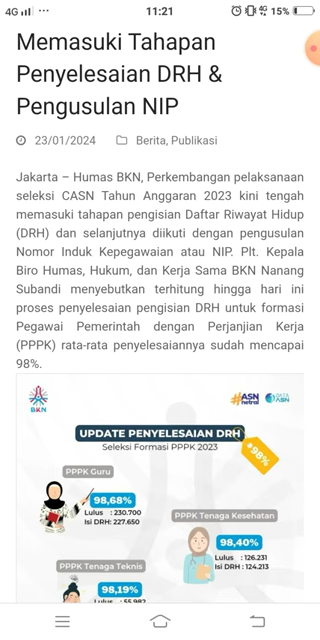 4G 11:21 4G 15%
Memasuki Tahapan
Penyelesaian DRH &
Pengusulan NIP
23/01/2024 Berita, Publikasi
Jakarta – Humas BKN, Perkembangan pelaksanaan
seleksi CASN Tahun Anggaran 2023 kini tengah
memasuki tahapan pengisian Daftar Riwayat Hidup
(DRH) dan selanjutnya diikuti dengan pengusulan
Nomor Induk Kepegawaian atau NIP. Plt. Kepala
Biro Humas, Hukum, dan Kerja Sama BKN Nanang
Subandi menyebutkan terhitung hingga hari ini
proses penyelesaian pengisian DRH untuk formasi
Pegawai Pemerintah dengan Perjanjian Kerja
(PPPK) rata-rata penyelesaiannya sudah mencapai
98%.
BKN
#ASN
netral
ASN
UPDATE PENYELESAIAN DRH
Seleksi Formasi PPPK 2023
±98%
PPPK Guru
98,68%
Lulus : 230.700
Isi DRH: 227.650
PPPK Tenaga Kesehatan
98,40%
Lulus : 126.231
Isi DRH : 124.213
PPPK Tenaga Teknis
98,19%
Lulus : 55.982